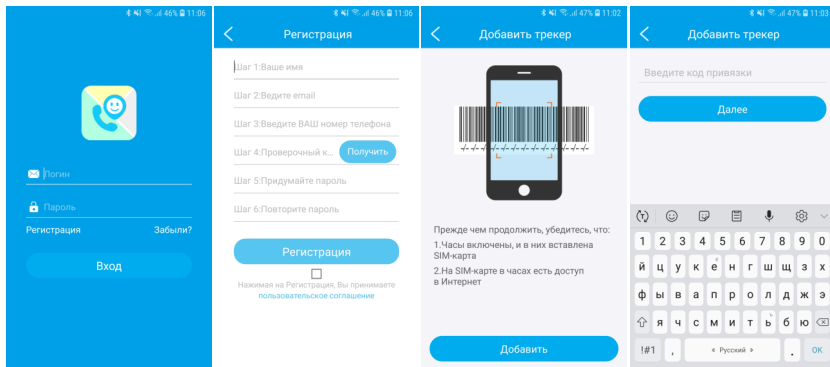 46% 11:06
Логин
Пароль
Регистрация Забыли?
Вход
46% 11:06
Регистрация
Шаг 1:Ваше имя
Шаг 2:Ведите email
Шаг 3:Введите ВАШ номер телефона
Шаг 4:Проверочный к... Получить
Шаг 5:Придумайте пароль
Шаг 6:Повторите пароль
Регистрация
Нажимая на Регистрация, Вы принимаете
пользовательское соглашение
47% 11:02
Добавить трекер
Прежде чем продолжить, убедитесь, что:
1.Часы включены, и в них вставлена
SIM-карта
2.На SIM-карте в часах есть доступ
в Интернет
Добавить
47% 11:03
Добавить трекер
Введите код привязки
Далее
1 2 3 4 5 6 7 8 9 0
й ц у к е н г ш щ з х
ф ы в а п р о л д ж э
я ч с м и т ь б ю
!#1 , Русский . OK